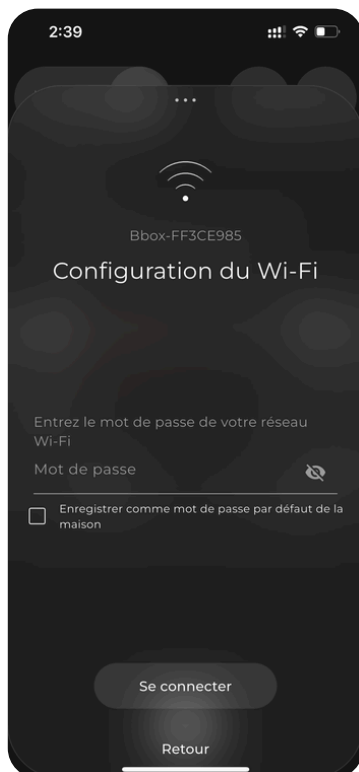 2:39
Bbox-FF3CE985
Configuration du Wi-Fi
Entrez le mot de passe de votre réseau
Wi-Fi
Mot de passe
Enregistrer comme mot de passe par défaut de la
maison
Se connecter
Retour